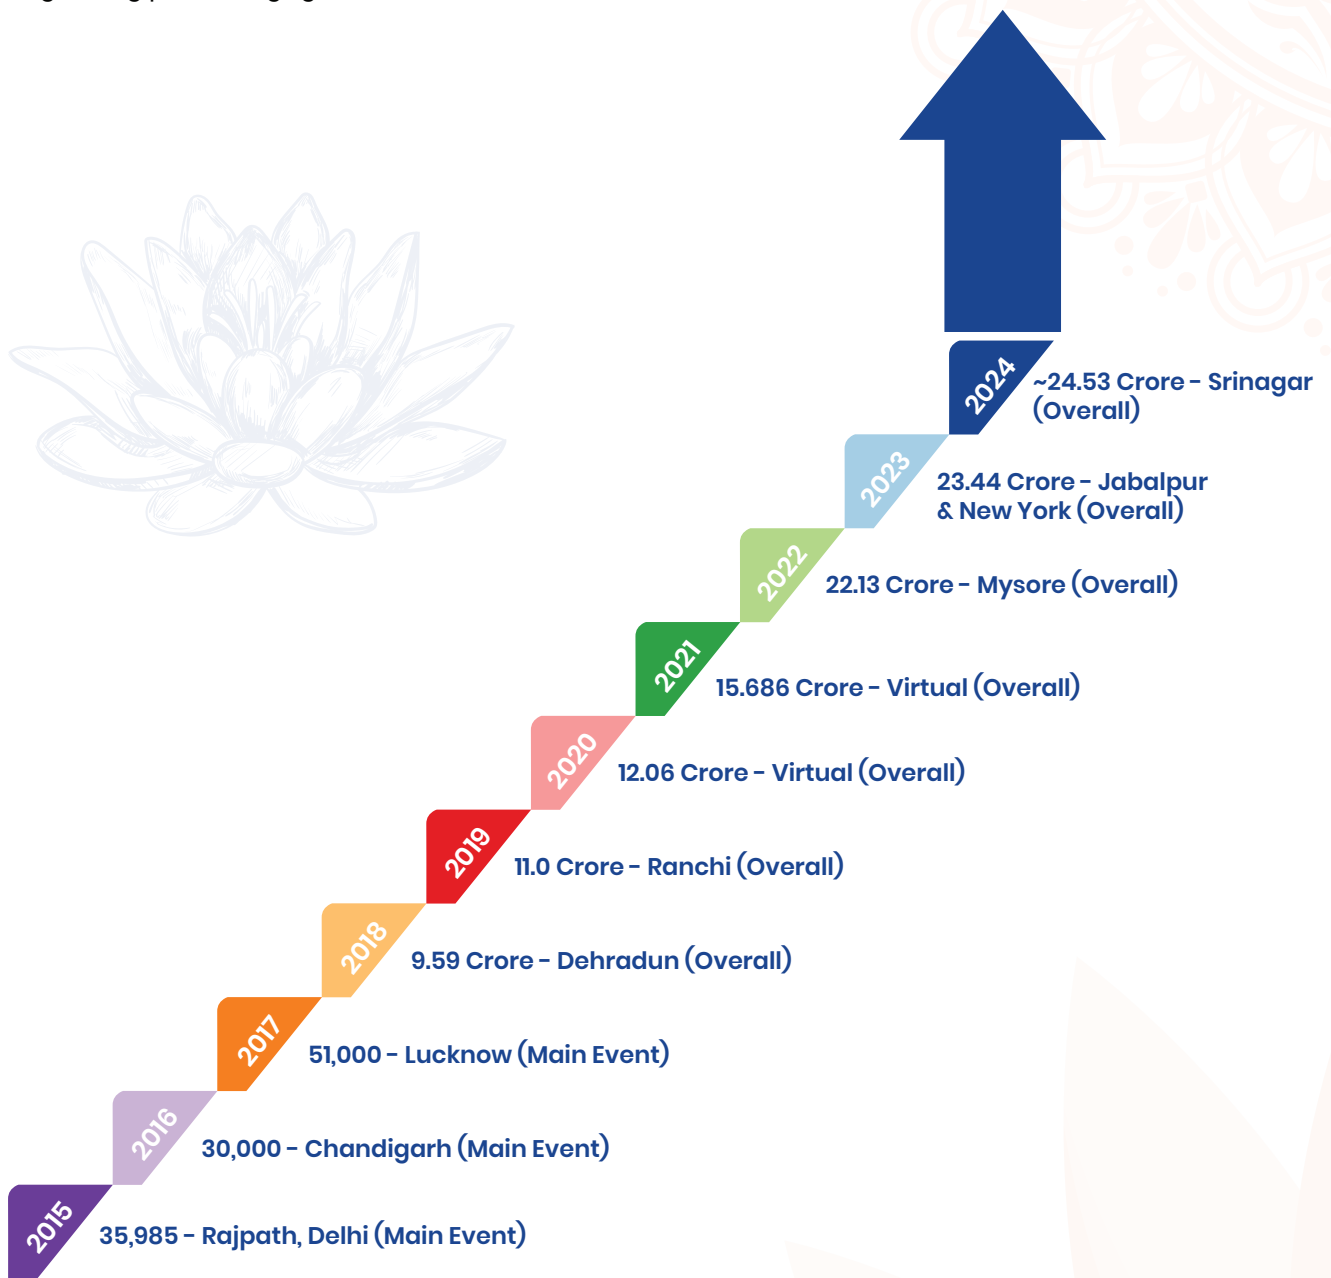 2024
~24.53 Crore - Srinagar
(Overall)
2023
23.44 Crore - Jabalpur
& New York (Overall)
2022
22.13 Crore - Mysore (Overall)
2021
15.686 Crore - Virtual (Overall)
2020
12.06 Crore - Virtual (Overall)
2019
11.0 Crore - Ranchi (Overall)
2018
9.59 Crore - Dehradun (Overall)
2017
51,000 - Lucknow (Main Event)
2016
30,000 - Chandigarh (Main Event)
2015
35,985 - Rajpath, Delhi (Main Event)